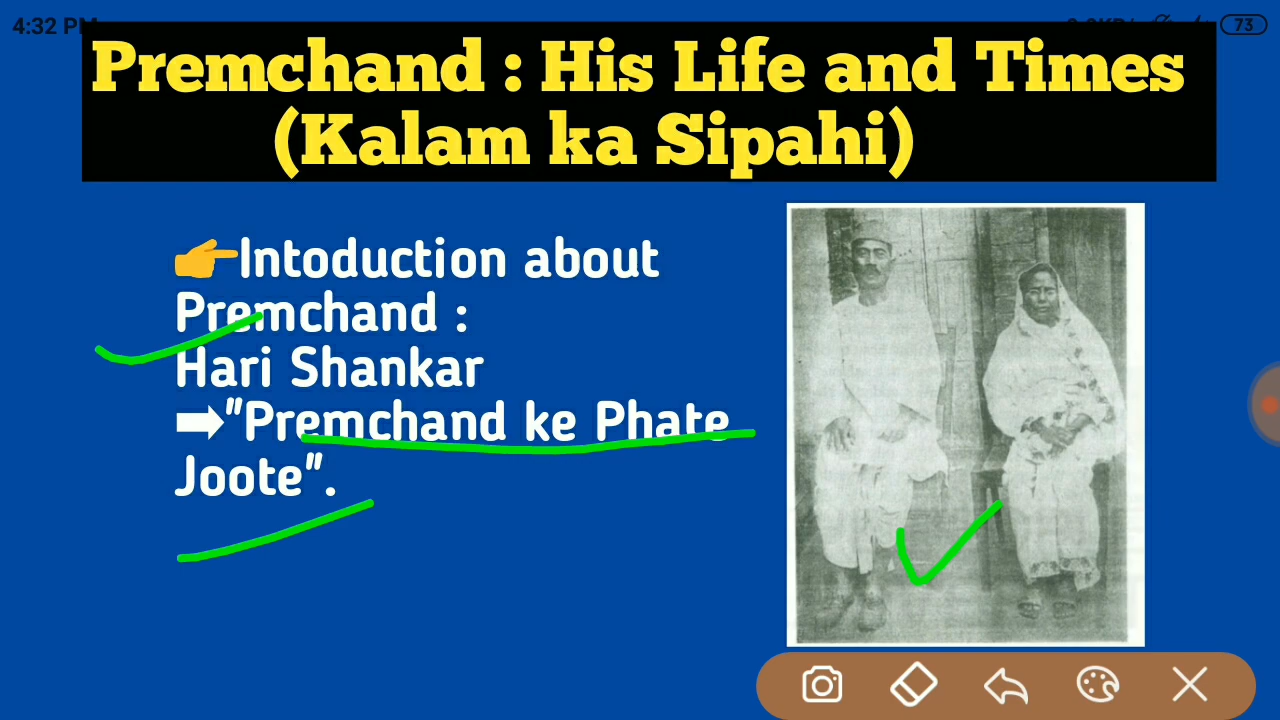 4:32 PM
73
Premchand : His Life and Times
(Kalam ka Sipahi)
Intoduction about
Premchand :
Hari Shankar
➡"Premchand ke Phate
Joote".